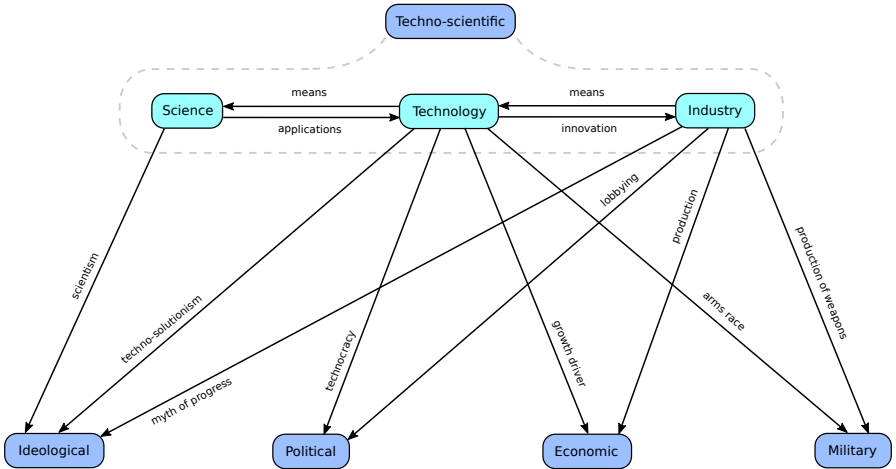 Techno-scientific
means
means
Science
Technology
Industry
applications
innovation
lobbying
production
scientism
production of weapons
techno-solutionism
arms race
technocracy
growth driver
myth of progress
Ideological
Political
Economic
Military